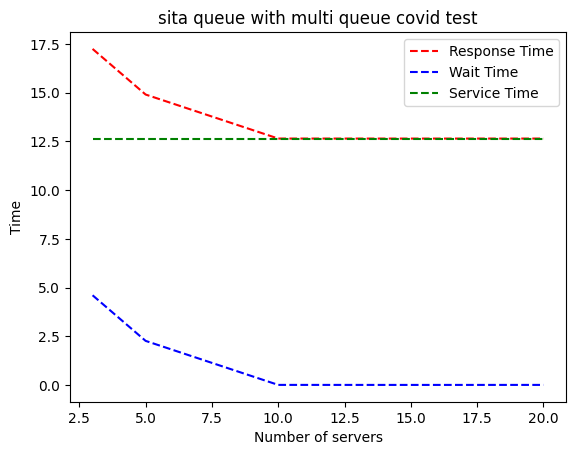 sita queue with multi queue covid test
17.5
15.0
12.5
10.0
7.5
5.0
2.5
0.0
Time
Response Time
Wait Time
Service Time
2.5 5.0 7.5 10.0 12.5 15.0 17.5 20.0
Number of servers